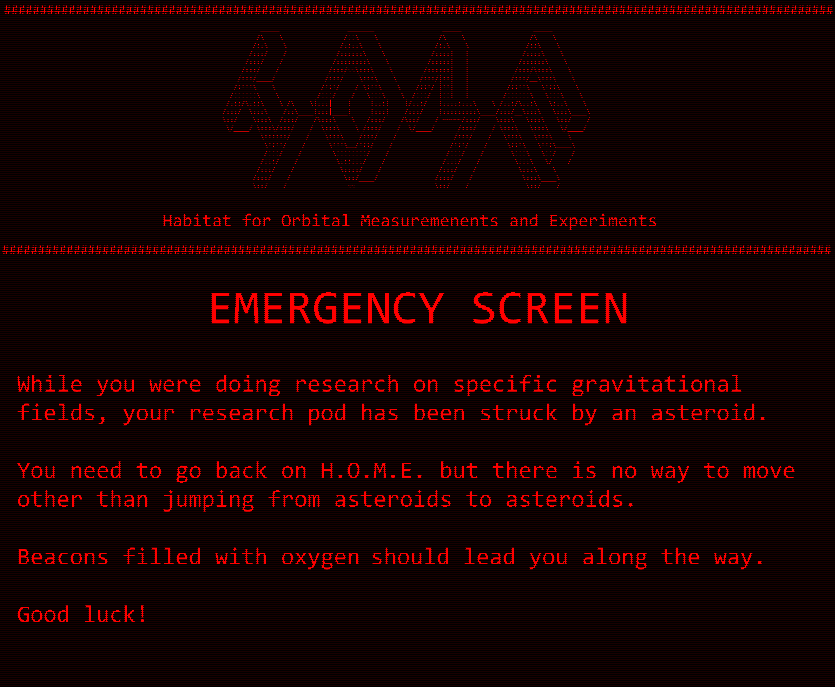 Habitat for Orbital Measuremenents and Experiments
EMERGENCY SCREEN
While you were doing research on specific gravitational
fields, your research pod has been struck by an asteroid.
You need to go back on H.O.M.E. but there is no way to move
other than jumping from asteroids to asteroids.
Beacons filled with oxygen should lead you along the way.
Good luck!